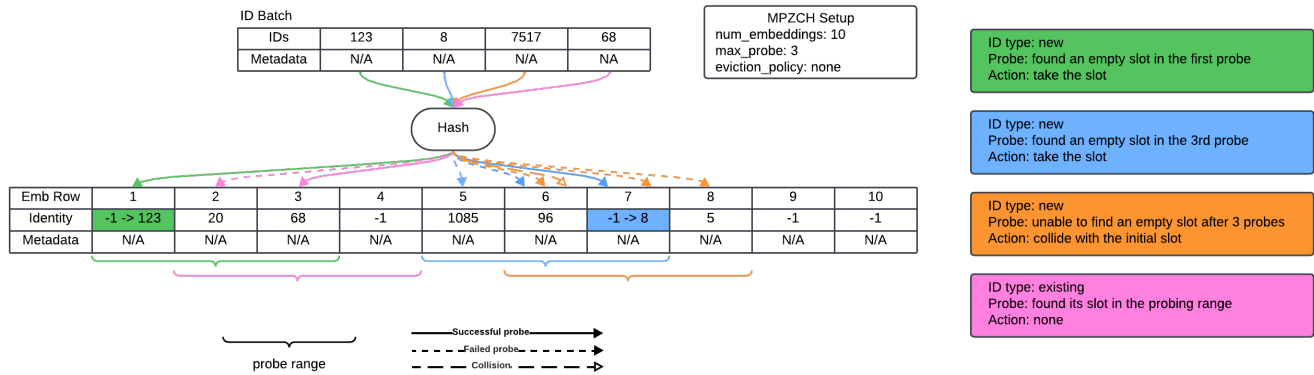 ID Batch
IDs 123 8 7517 68
Metadata N/A N/A N/A NA
MPZCH Setup
num_embeddings: 10
max_probe: 3
eviction_policy: none
Hash
Emb Row 1 2 3 4 5 6 7 8 9 10
Identity -1 -> 123 20 68 -1 1085 96 -1 -> 8 5 -1 -1
Metadata N/A N/A N/A N/A N/A N/A N/A N/A N/A N/A
probe range
Successful probe
Failed probe
Collision
ID type: new
Probe: found an empty slot in the first probe
Action: take the slot
ID type: new
Probe: found an empty slot in the 3rd probe
Action: take the slot
ID type: new
Probe: unable to find an empty slot after 3 probes
Action: collide with the initial slot
ID type: existing
Probe: found its slot in the probing range
Action: none